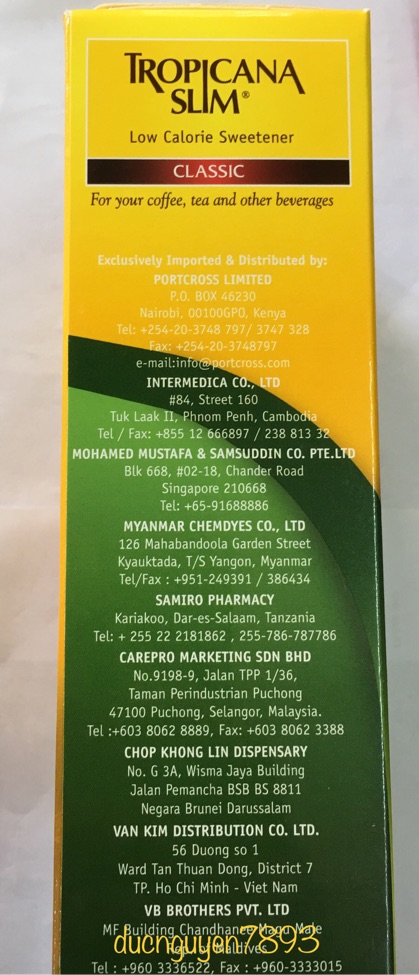 TROPICANA
SLIM®
Low Calorie Sweetener
CLASSIC
For your coffee, tea and other beverages
Exclusively Imported & Distributed by:
PORTCROSS LIMITED
P.O. BOX 46230
Nairobi, 00100GPO, Kenya
Tel: +254-20-3748 797/ 3747 328
Fax: +254-20-3748797
e-mail:info@portcross.com
INTERMEDICA CO., LTD
#84, Street 160
Tuk Laak II, Phnom Penh, Cambodia
Tel / Fax: +855 12 666897 / 238 813 32
MOHAMED MUSTAFA & SAMSUDDIN CO. PTE.LTD
Blk 668, #02-18, Chander Road
Singapore 210668
Tel: +65-91688886
MYANMAR CHEMDYES CO., LTD
126 Mahabandoola Garden Street
Kyauktada, T/S Yangon, Myanmar
Tel/Fax : +951-249391 / 386434
SAMIRO PHARMACY
Kariakoo, Dar-es-Salaam, Tanzania
Tel: + 255 22 2181862 , 255-786-787786
CAREPRO MARKETING SDN BHD
No.9198-9, Jalan TPP 1/36,
Taman Perindustrian Puchong
47100 Puchong, Selangor, Malaysia.
Tel :+603 8062 8889, Fax: +603 8062 3388
CHOP KHONG LIN DISPENSARY
No. G 3A, Wisma Jaya Building
Jalan Pemancha BSB BS 8811
Negara Brunei Darussalam
VAN KIM DISTRIBUTION CO. LTD.
56 Duong so 1
Ward Tan Thuan Dong, District 7
TP. Ho Chi Minh - Viet Nam
VB BROTHERS PVT. LTD
MF Building Chandhanee Magu Male
ducnguyen7893
Tel : +960 3336522, Fax : +960-3333015